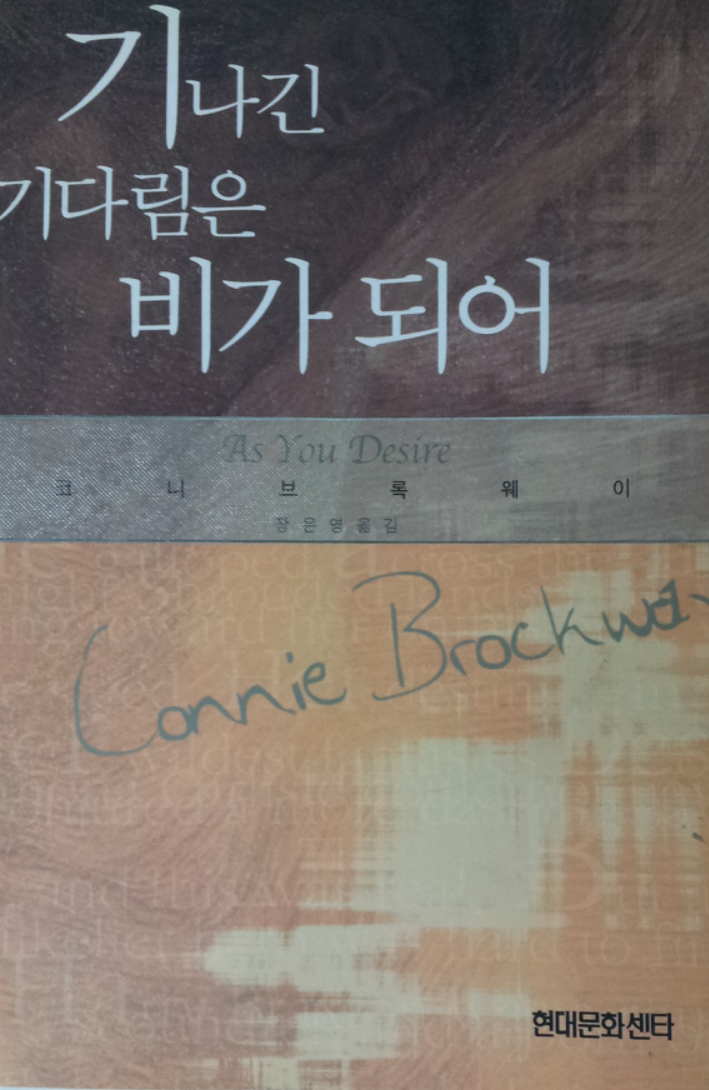 기나긴
기다림은
비가 되어
As You Desire
코니 브록웨이
장은영 옮김
Connie Brockway
현대문화센타